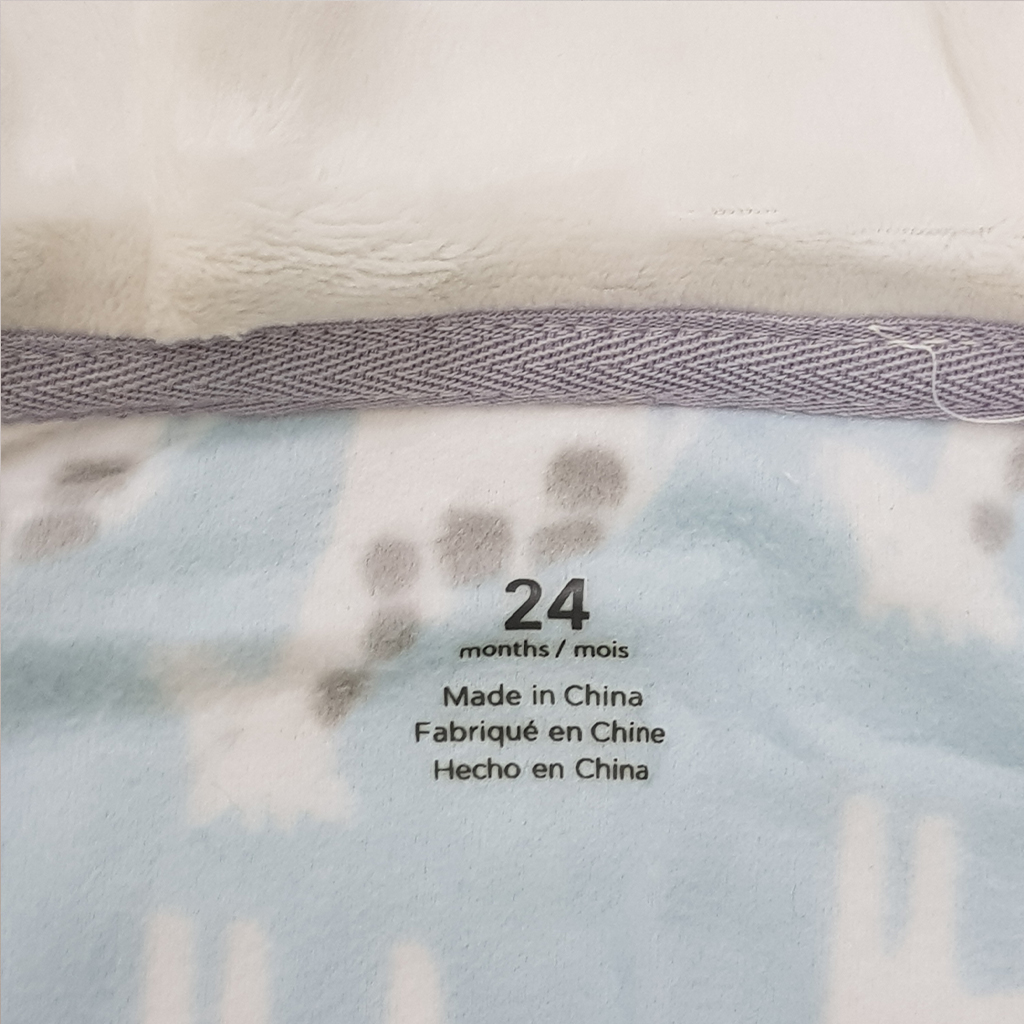 24
months / mois
Made in China
Fabriqué en Chine
Hecho en China